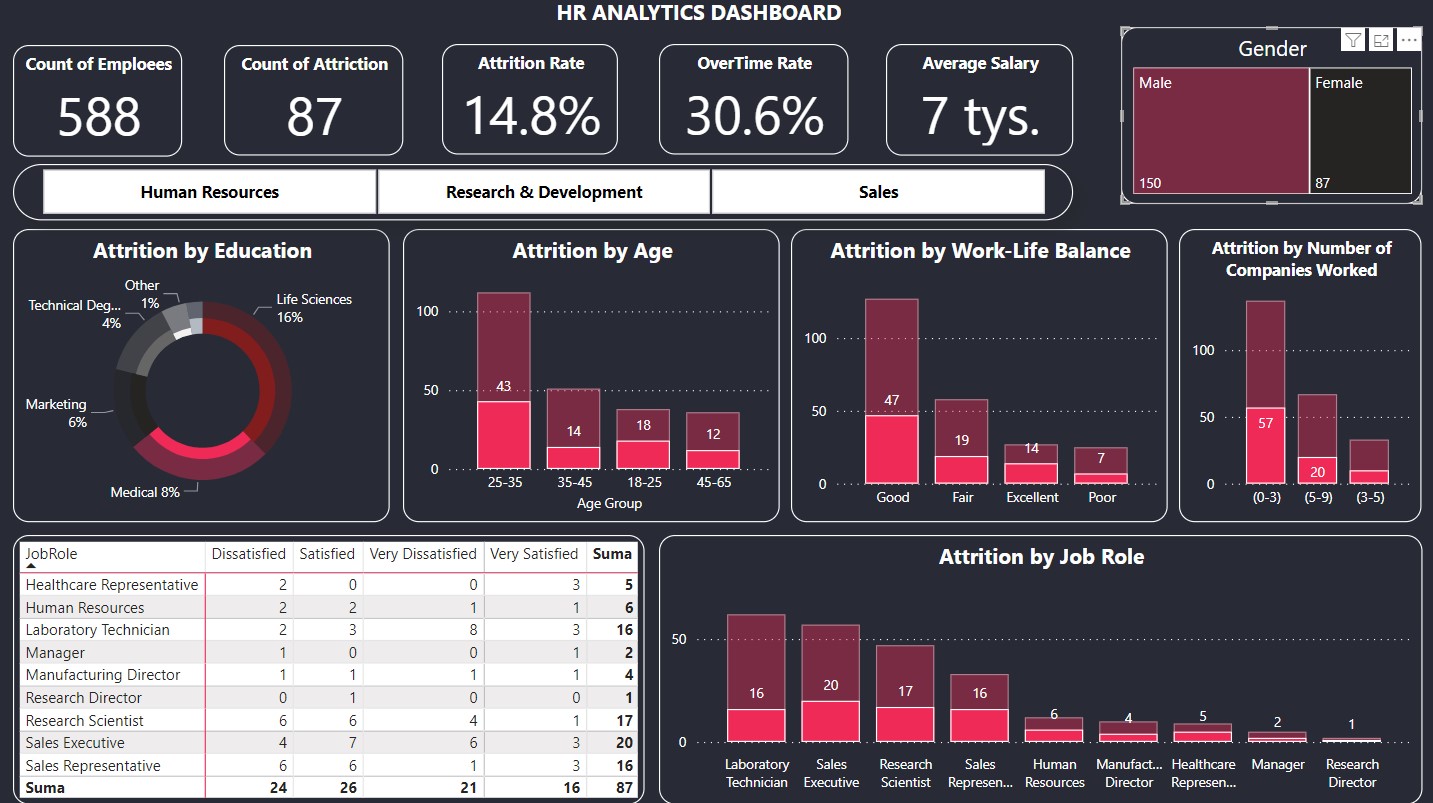 HR ANALYTICS DASHBOARD
Count of Emploees
588
Count of Attriction
87
Attrition Rate
14.8%
OverTime Rate
30.6%
Average Salary
7 tys.
Gender
Male
150
Female
87
Human Resources
Research & Development
Sales
Attrition by Education
Other
1%
Life Sciences
16%
Technical Deg...
4%
Marketing
6%
Medical 8%
Attrition by Age
100
50
0
43
14
18
12
25-35
35-45
18-25
45-65
Age Group
Attrition by Work-Life Balance
100
50
0
47
19
14
7
Good
Fair
Excellent
Poor
Attrition by Number of
Companies Worked
100
50
0
57
20
(0-3)
(5-9)
(3-5)
JobRole Dissatisfied Satisfied Very Dissatisfied Very Satisfied Suma
Healthcare Representative 2 0 0 3 5
Human Resources 2 2 1 1 6
Laboratory Technician 2 3 8 3 16
Manager 1 0 0 1 2
Manufacturing Director 1 1 1 1 4
Research Director 0 1 0 0 1
Research Scientist 6 6 4 1 17
Sales Executive 4 7 6 3 20
Sales Representative 6 6 1 3 16
Suma 24 26 21 16 87
Attrition by Job Role
50
0
16
20
17
16
6
4
5
2
1
Laboratory
Technician
Sales
Executive
Research
Scientist
Sales
Represen...
Human
Resources
Manufact...
Director
Healthcare
Represen...
Manager
Research
Director